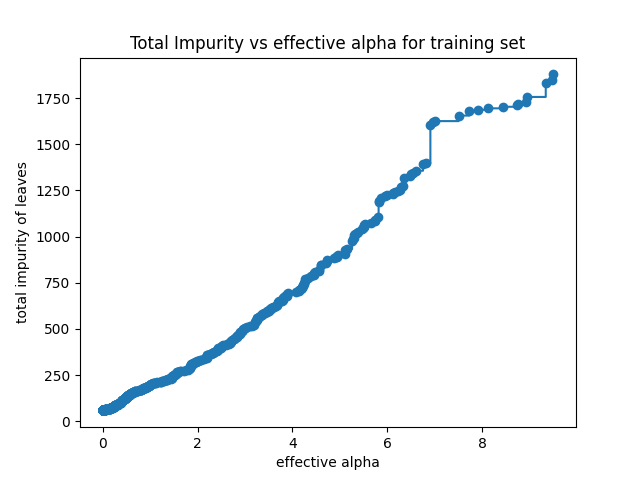 Total Impurity vs effective alpha for training set
total impurity of leaves
1750
1500
1250
1000
750
500
250
0
0 2 4 6 8
effective alpha